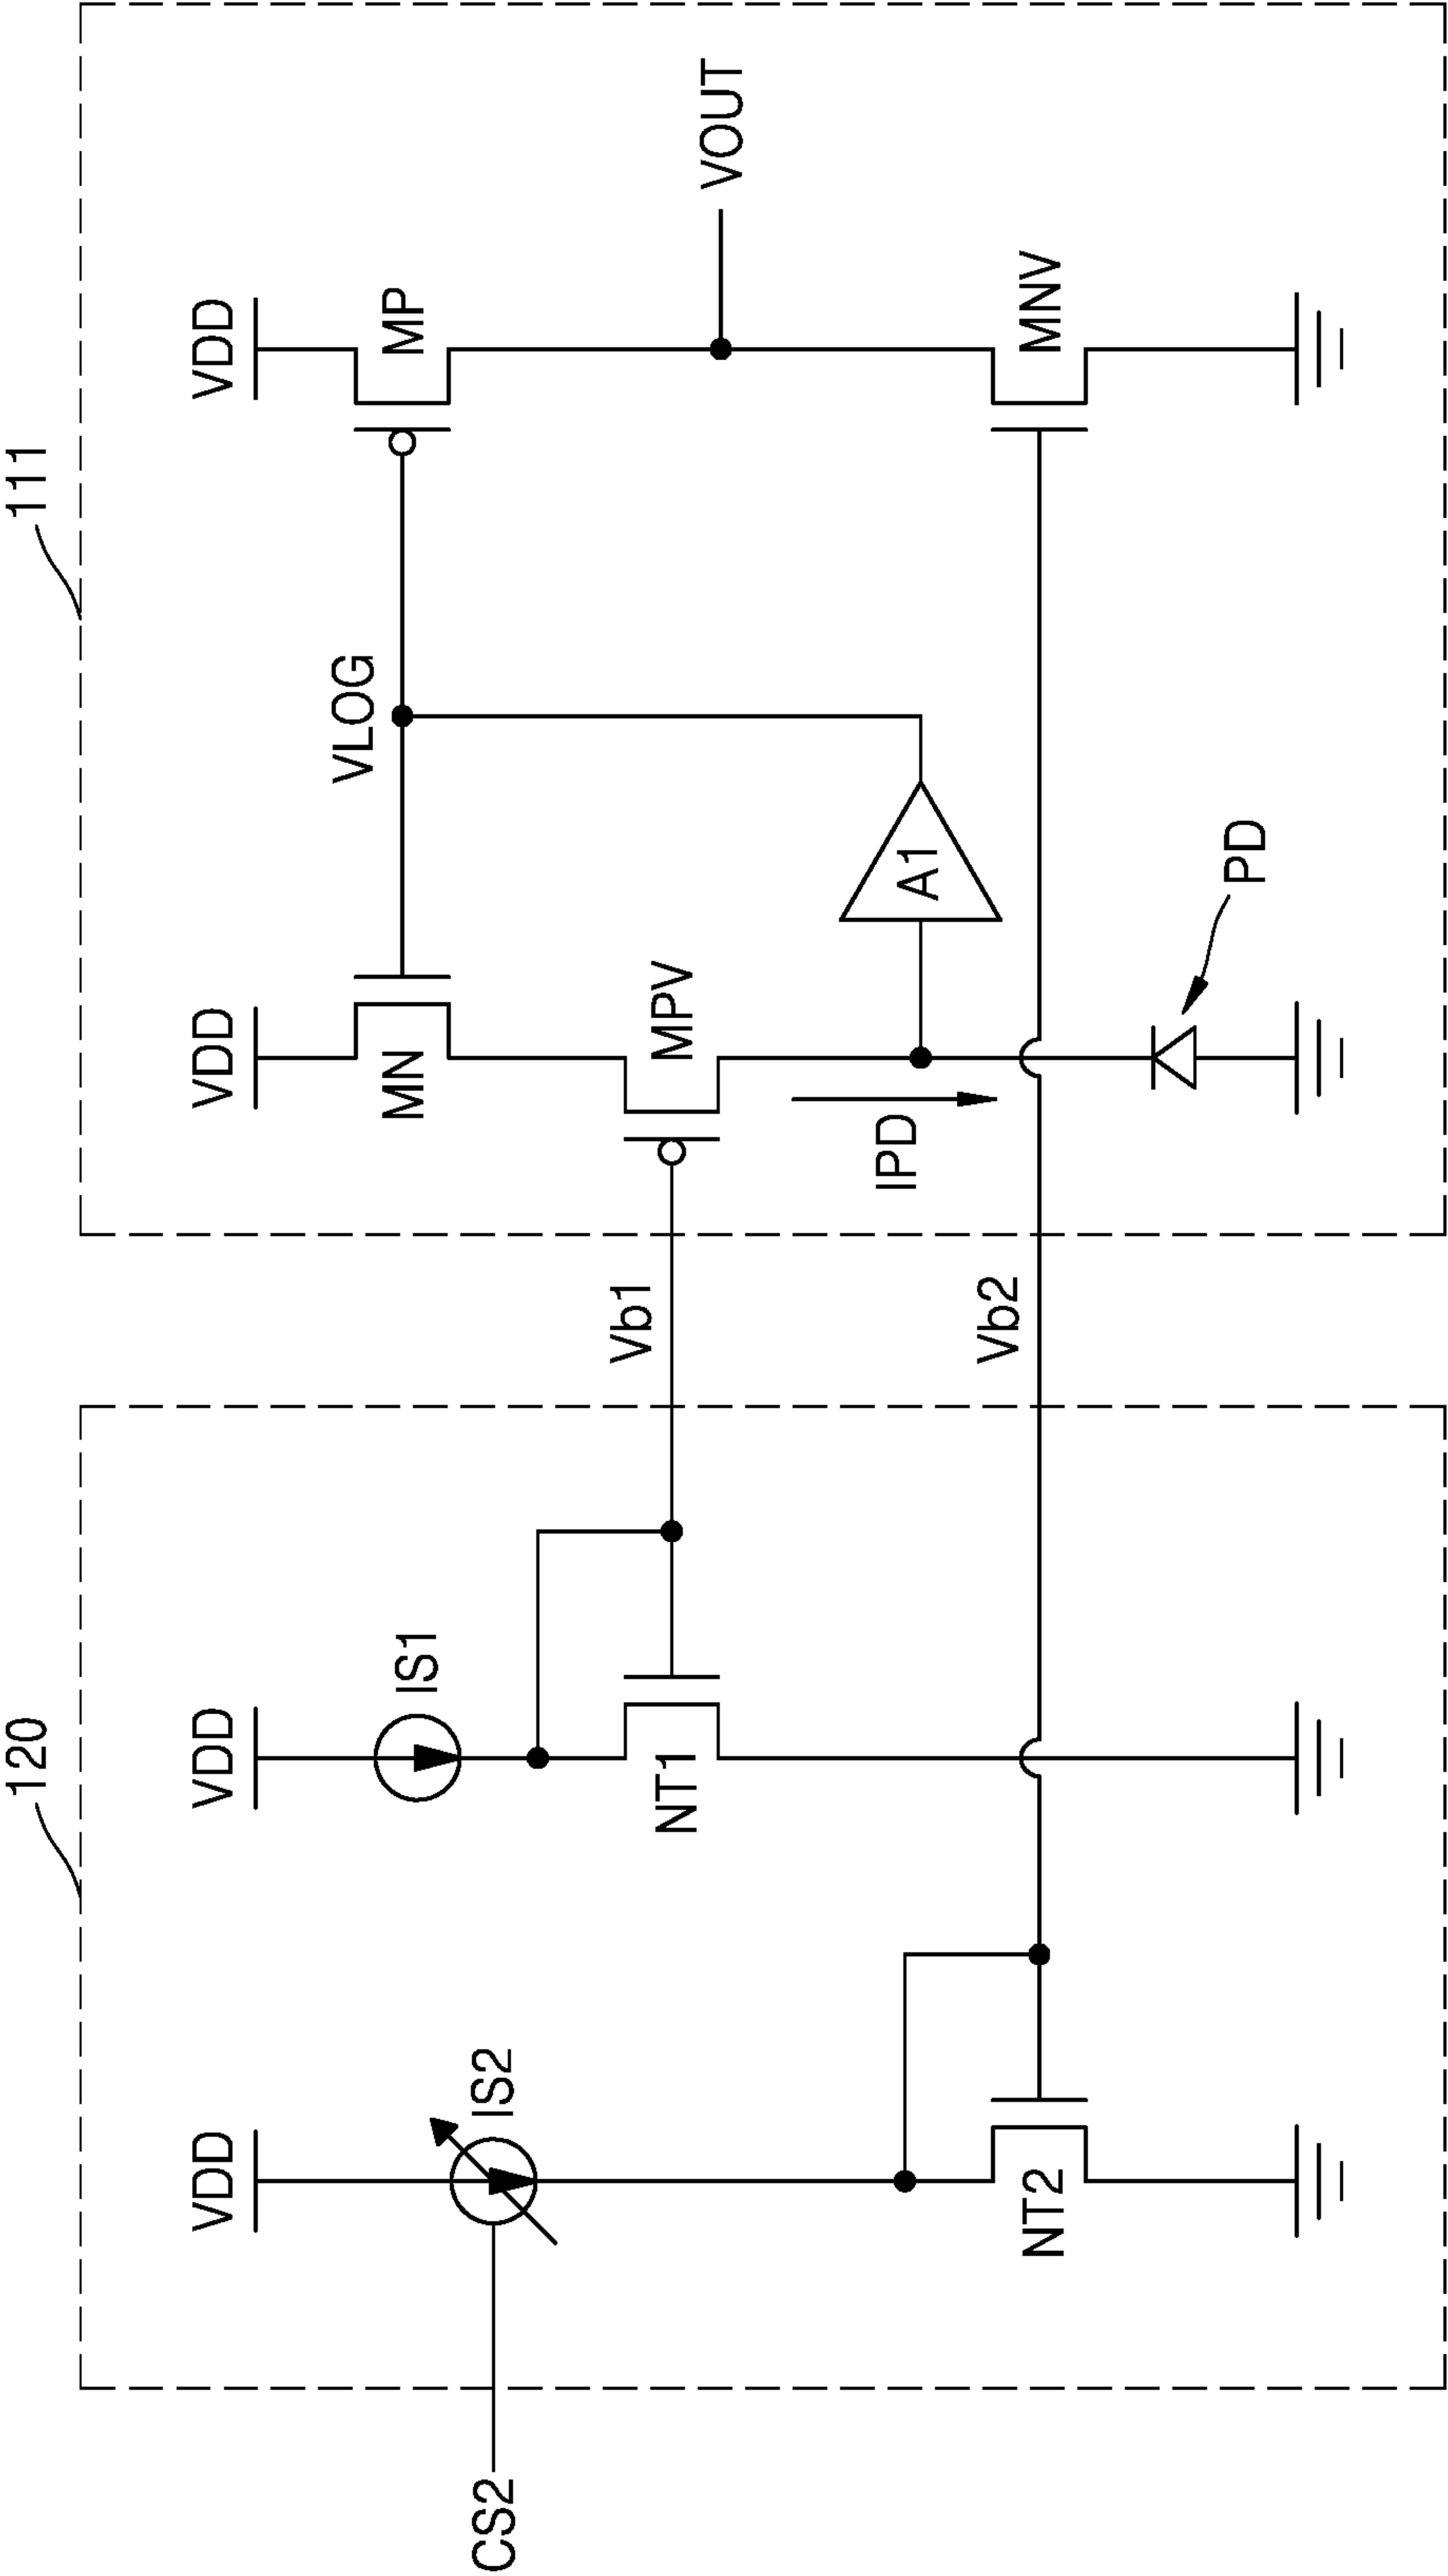 120
111
VDD
VDD
VDD
VDD
IS2
IS1
MN
VLOG
MP
CS2
NT1
Vb1
MPV
VOUT
IPD
A1
NT2
Vb2
MNV
PD